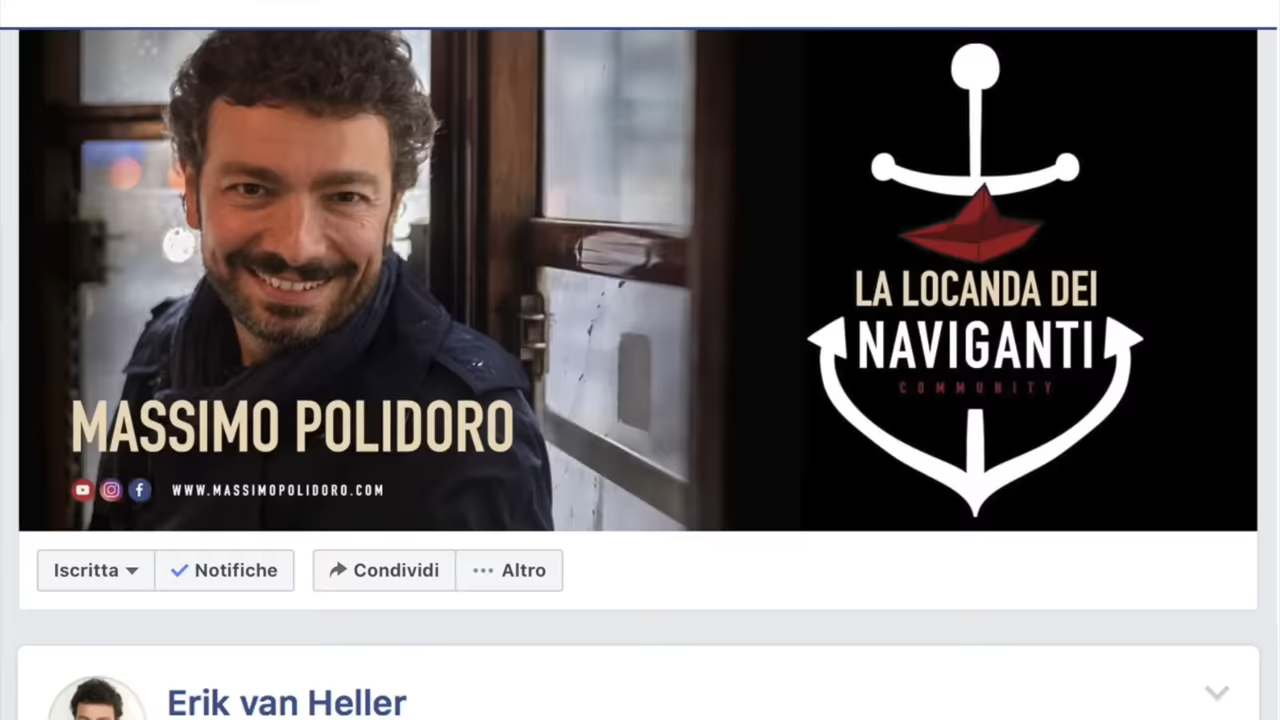 LA LOCANDA DEI
NAVIGANTI
COMMUNITY
MASSIMO POLIDORO
WWW.MASSIMOPOLIDORO.COM
Iscritta
Notifiche
Condividi
Altro
Erik van Heller